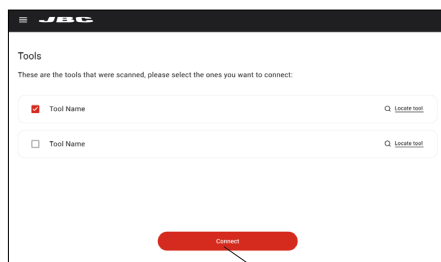 JBC
Tools
These are the tools that were scanned, please select the ones you want to connect:
Tool Name
Locate tool
Tool Name
Locate tool
Connect